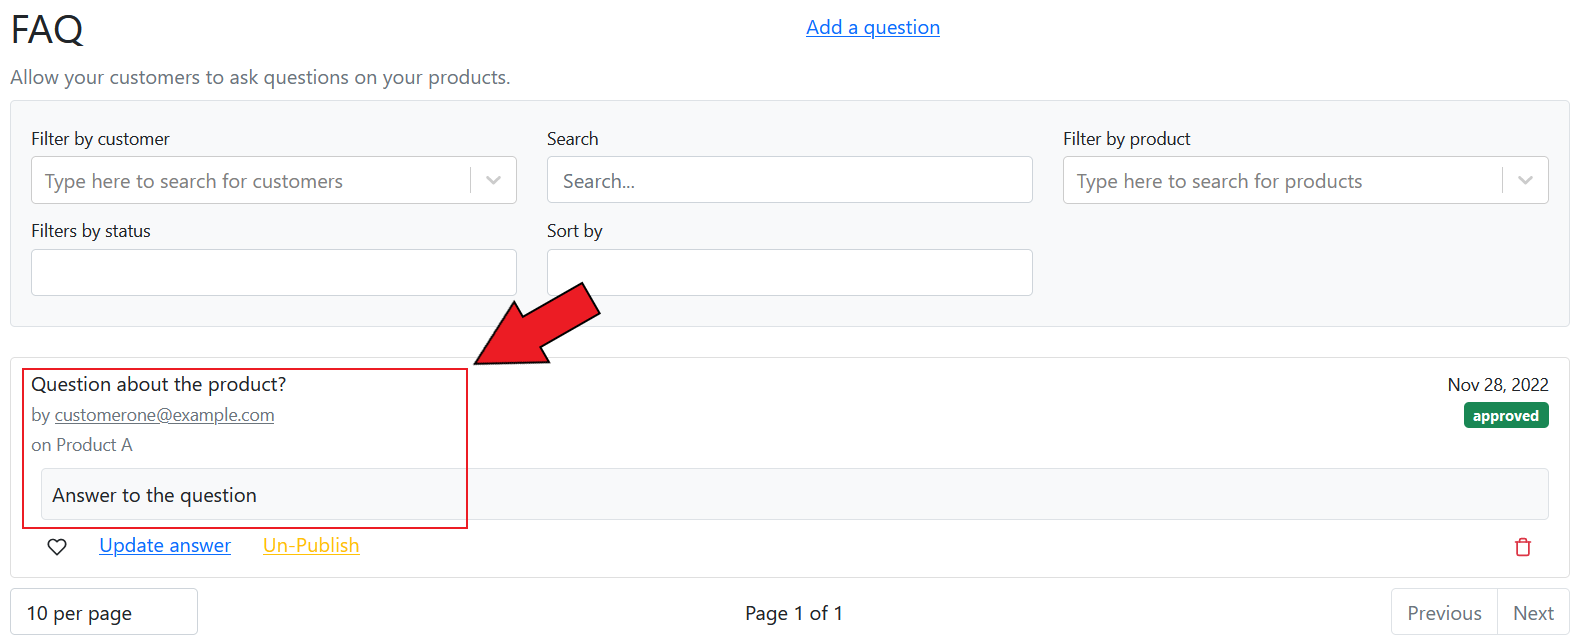 FAQ
Add a question
Allow your customers to ask questions on your products.
Filter by customer
Search
Filter by product
Type here to search for customers
Search...
Type here to search for products
Filters by status
Sort by
Question about the product?
Nov 28, 2022
by customerone@example.com
approved
on Product A
Answer to the question
Update answer
Un-Publish
10 per page
Page 1 of 1
Previous
Next